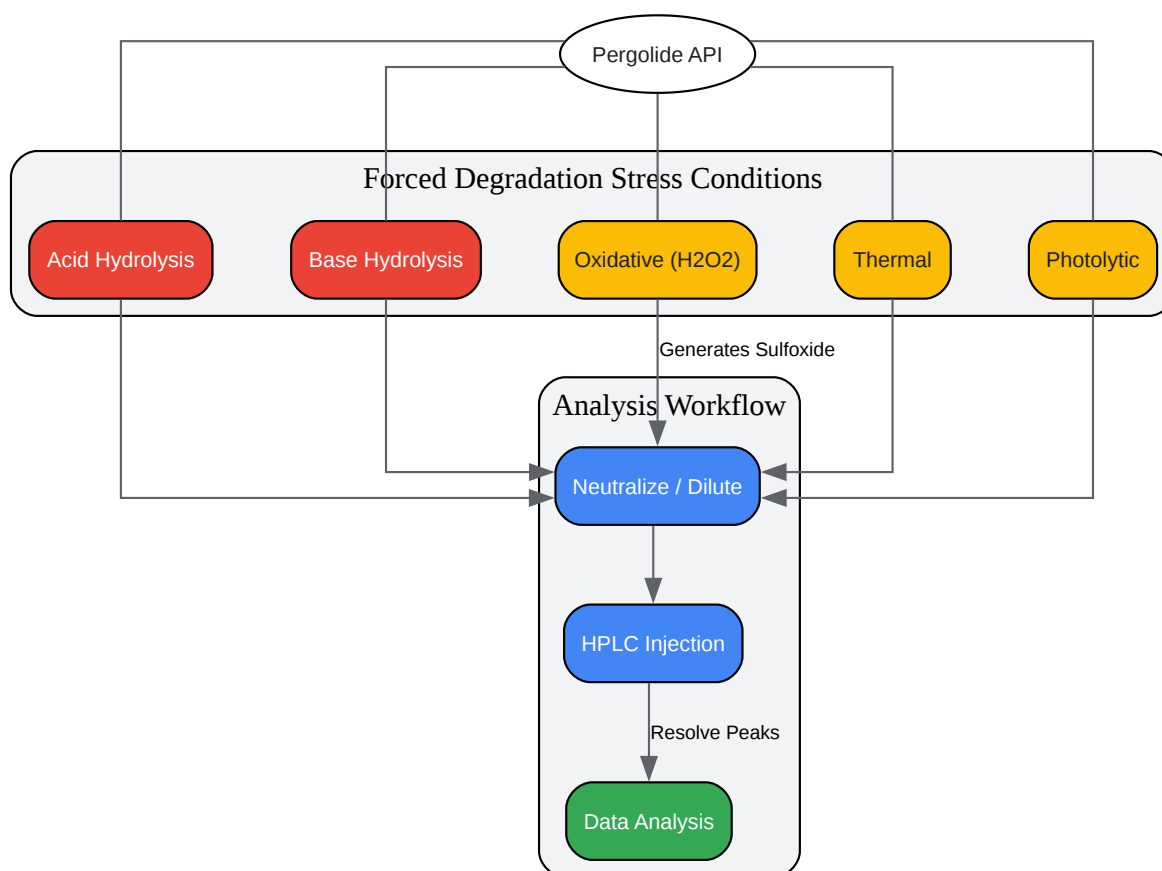 Pergolide API
Forced Degradation Stress Conditions
Acid Hydrolysis
Base Hydrolysis
Oxidative (H2O2)
Thermal
Photolytic
Generates Sulfoxide
Analysis Workflow
Neutralize / Dilute
HPLC Injection
Resolve Peaks
Data Analysis